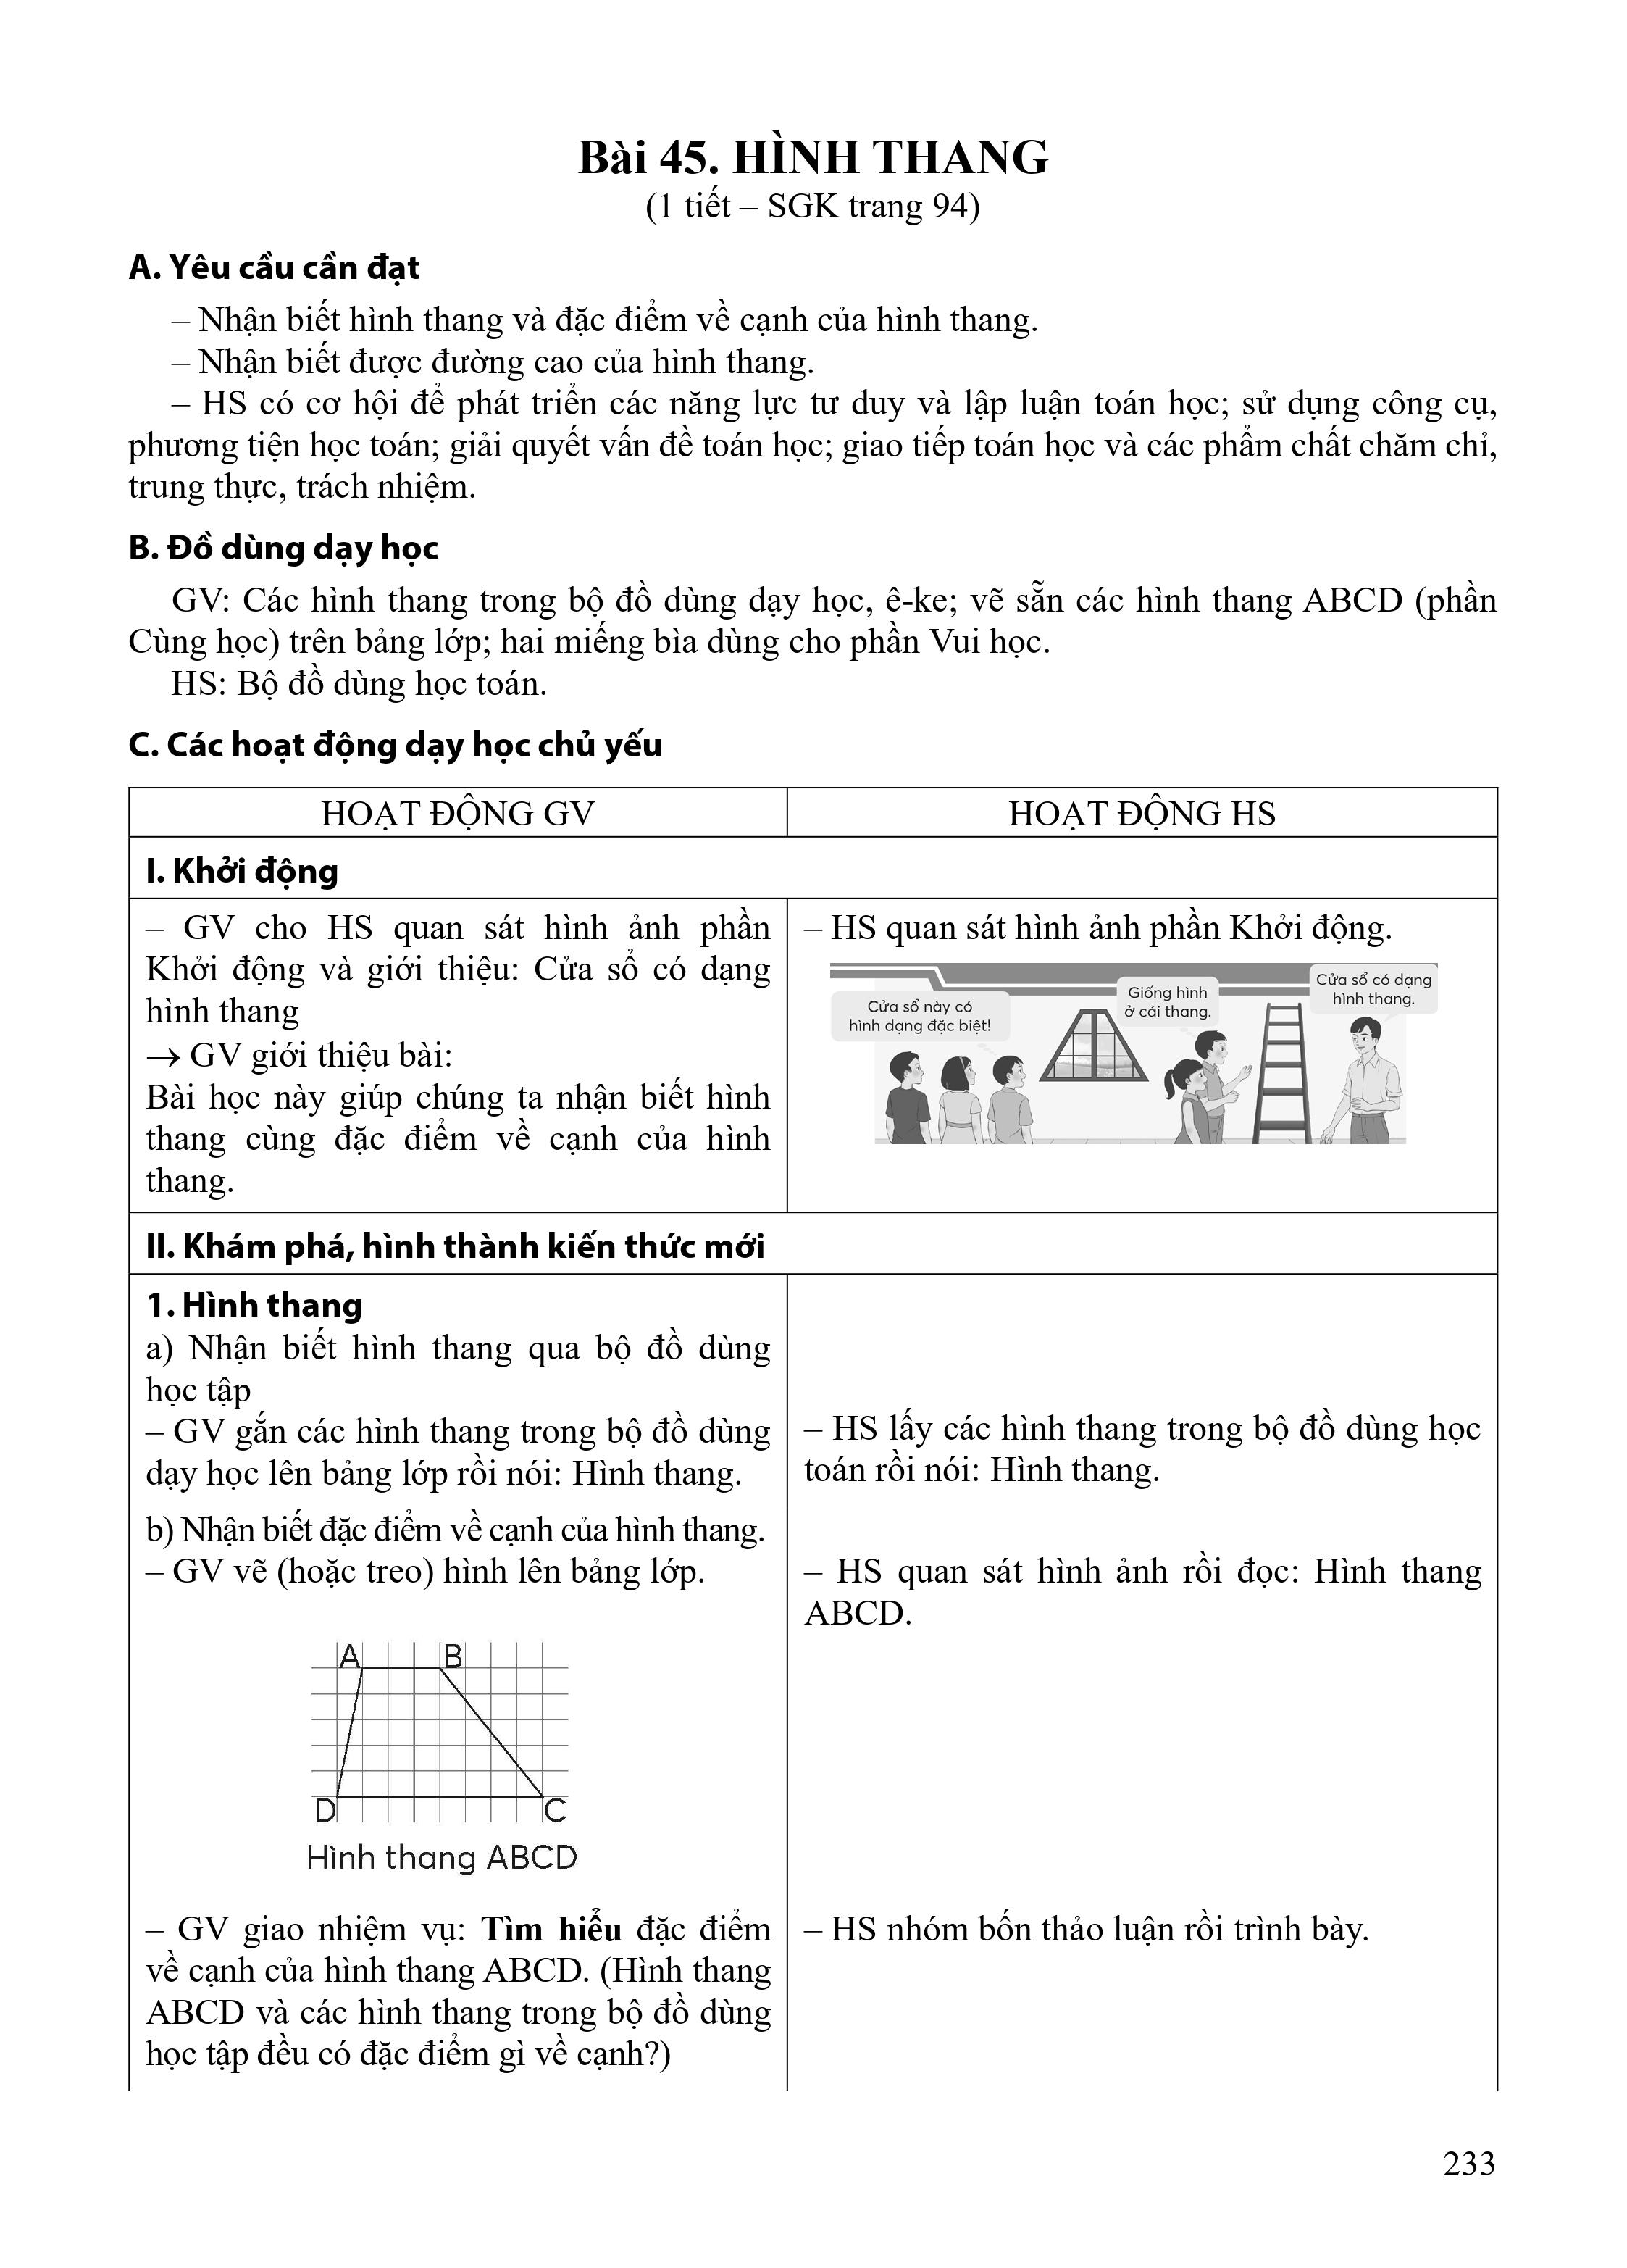 Bài 45. HÌNH THANG
(1 tiết – SGK trang 94)
A. Yêu cầu cần đạt
– Nhận biết hình thang và đặc điểm về cạnh của hình thang.
– Nhận biết được đường cao của hình thang.
– HS có cơ hội để phát triển các năng lực tư duy và lập luận toán học; sử dụng công cụ,
phương tiện học toán; giải quyết vấn đề toán học; giao tiếp toán học và các phẩm chất chăm chỉ,
trung thực, trách nhiệm.
B. Đồ dùng dạy học
GV: Các hình thang trong bộ đồ dùng dạy học, ê-ke; vẽ sẵn các hình thang ABCD (phần
Cùng học) trên bảng lớp; hai miếng bìa dùng cho phần Vui học.
HS: Bộ đồ dùng học toán.
C. Các hoạt động dạy học chủ yếu
HOẠT ĐỘNG GV
HOẠT ĐỘNG HS
I. Khởi động
– GV cho HS quan sát hình ảnh phần
Khởi động và giới thiệu: Cửa sổ có dạng
hình thang
→ GV giới thiệu bài:
Bài học này giúp chúng ta nhận biết hình
thang cùng đặc điểm về cạnh của hình
thang.
– HS quan sát hình ảnh phần Khởi động.
Cửa sổ này có
hình dạng đặc biệt!
Giống hình
ở cái thang.
Cửa sổ có dạng
hình thang.
II. Khám phá, hình thành kiến thức mới
1. Hình thang
a) Nhận biết hình thang qua bộ đồ dùng
học tập
– GV gắn các hình thang trong bộ đồ dùng
dạy học lên bảng lớp rồi nói: Hình thang.
– HS lấy các hình thang trong bộ đồ dùng học
toán rồi nói: Hình thang.
b) Nhận biết đặc điểm về cạnh của hình thang.
– GV vẽ (hoặc treo) hình lên bảng lớp.
– HS quan sát hình ảnh rồi đọc: Hình thang
ABCD.
A B
D C
Hình thang ABCD
– GV giao nhiệm vụ: Tìm hiểu đặc điểm
về cạnh của hình thang ABCD. (Hình thang
ABCD và các hình thang trong bộ đồ dùng
học tập đều có đặc điểm gì về cạnh?)
– HS nhóm bốn thảo luận rồi trình bày.
233